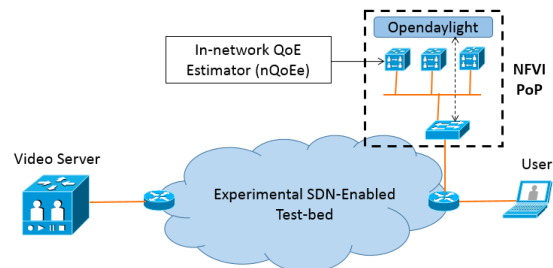 Opendaylight
In-network QoE
Estimator (nQoEe)
NFVI
PoP
Video Server
User
Experimental SDN-Enabled
Test-bed